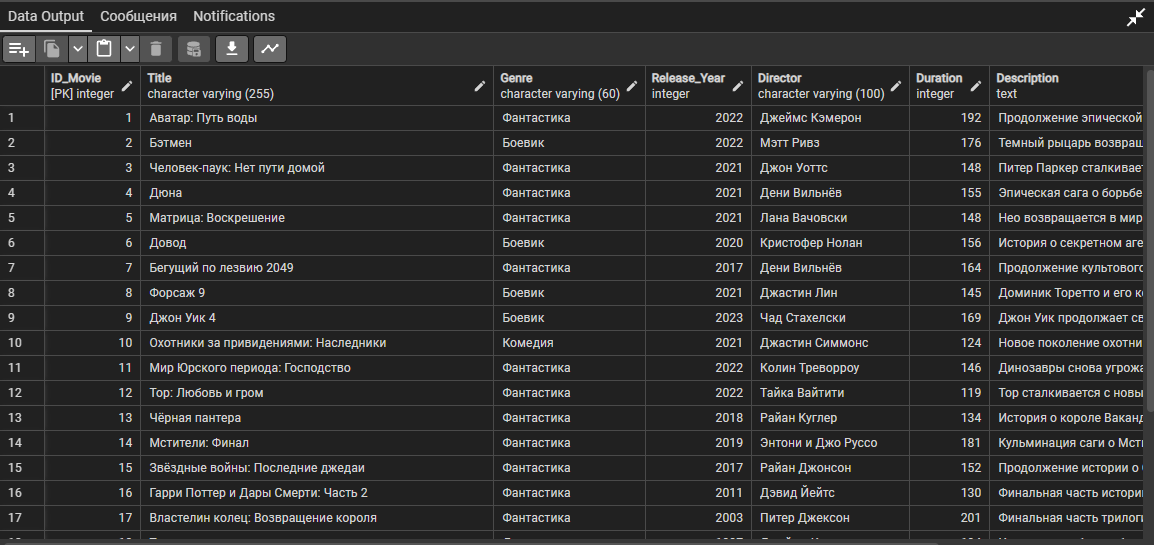 Data Output Сообщения Notifications
ID_Movie Title Genre Release_Year Director Duration Description
[PK] integer character varying (255) character varying (60) integer character varying (100) integer text
1 1 Аватар: Путь воды Фантастика 2022 Джеймс Кэмерон 192 Продолжение эпической
2 2 Бэтмен Боевик 2022 Мэтт Ривз 176 Темный рыцарь возвращ
3 3 Человек-паук: Нет пути домой Фантастика 2021 Джон Уоттс 148 Питер Паркер сталкивает
4 4 Дюна Фантастика 2021 Дени Вильнёв 155 Эпическая сага о борьбе
5 5 Матрица: Воскрешение Фантастика 2021 Лана Вачовски 148 Нео возвращается в мир
6 6 Довод Боевик 2020 Кристофер Нолан 156 История о секретном аге
7 7 Бегущий по лезвию 2049 Фантастика 2017 Дени Вильнёв 164 Продолжение культового
8 8 Форсаж 9 Боевик 2021 Джастин Лин 145 Доминик Торетто и его к
9 9 Джон Уик 4 Боевик 2023 Чад Стахелски 169 Джон Уик продолжает св
10 10 Охотники за привидениями: Наследники Комедия 2021 Джастин Симмонс 124 Новое поколение охотни
11 11 Мир Юрского периода: Господство Фантастика 2022 Колин Треворроу 146 Динозавры снова угрожа
12 12 Тор: Любовь и гром Фантастика 2022 Тайка Вайтити 119 Тор сталкивается с новы
13 13 Чёрная пантера Фантастика 2018 Райан Куглер 134 История о короле Вакан
14 14 Мстители: Финал Фантастика 2019 Энтони и Джо Руссо 181 Кульминация саги о Мст
15 15 Звёздные войны: Последние джедаи Фантастика 2017 Райан Джонсон 152 Продолжение истории о
16 16 Гарри Поттер и Дары Смерти: Часть 2 Фантастика 2011 Дэвид Йейтс 130 Финальная часть истори
17 17 Властелин колец: Возвращение короля Фантастика 2003 Питер Джексон 201 Финальная часть трилог